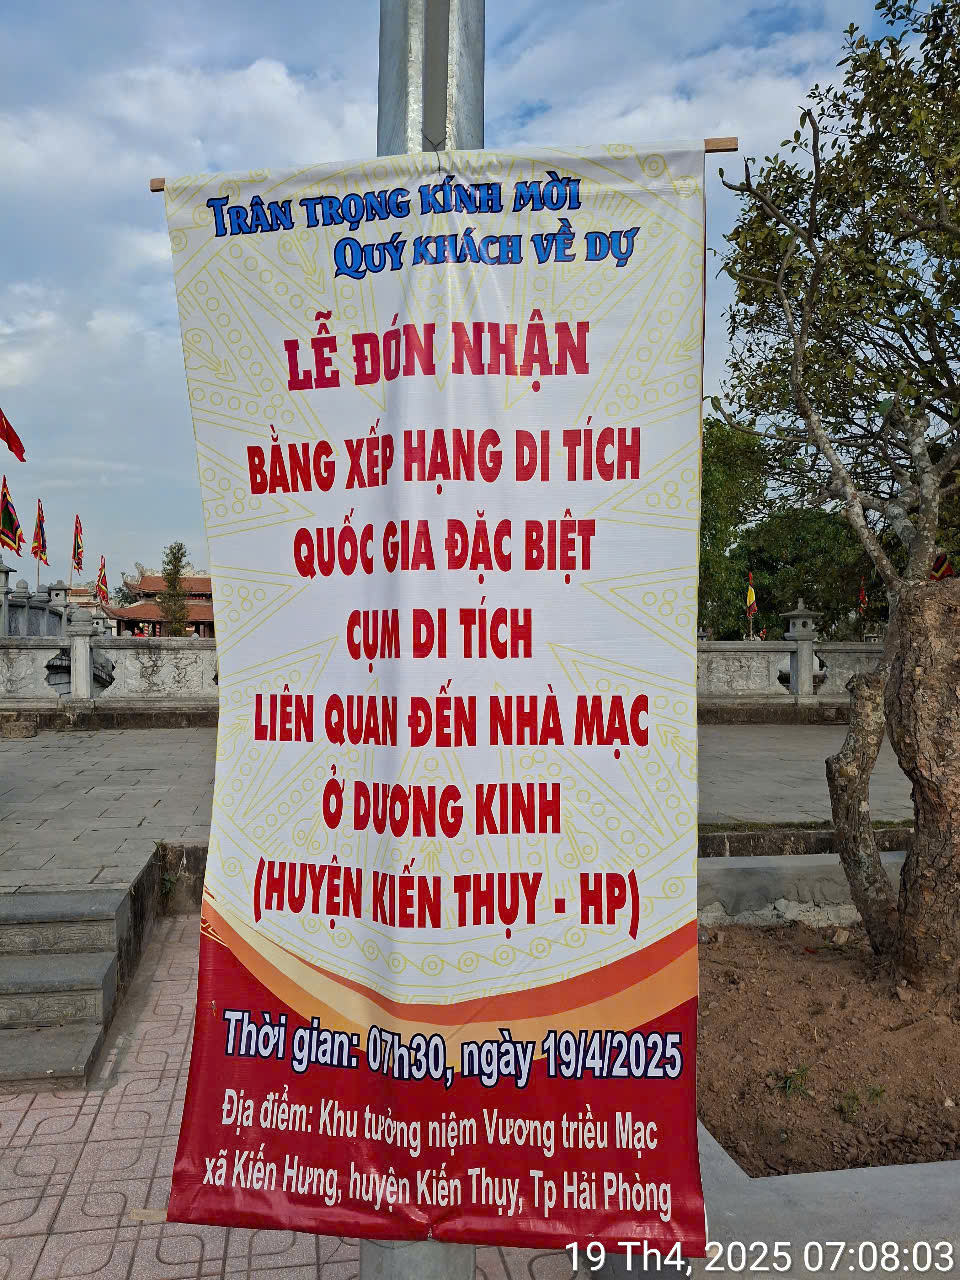 TRÂN TRỌNG KÍNH MỜI
QUÝ KHÁCH VỀ DỰ
LỄ ĐÓN NHẬN
BẰNG XẾP HẠNG DI TÍCH
QUỐC GIA ĐẶC BIỆT
CỤM DI TÍCH
LIÊN QUAN ĐẾN NHÀ MẠC
Ở DƯƠNG KINH
(HUYỆN KIẾN THỤY - HP)
Thời gian: 07h30, ngày 19/4/2025
Địa điểm: Khu tưởng niệm Vương triều Mạc
xã Kiến Hưng, huyện Kiến Thụy, Tp Hải Phòng
19 Th4, 2025 07:08:03